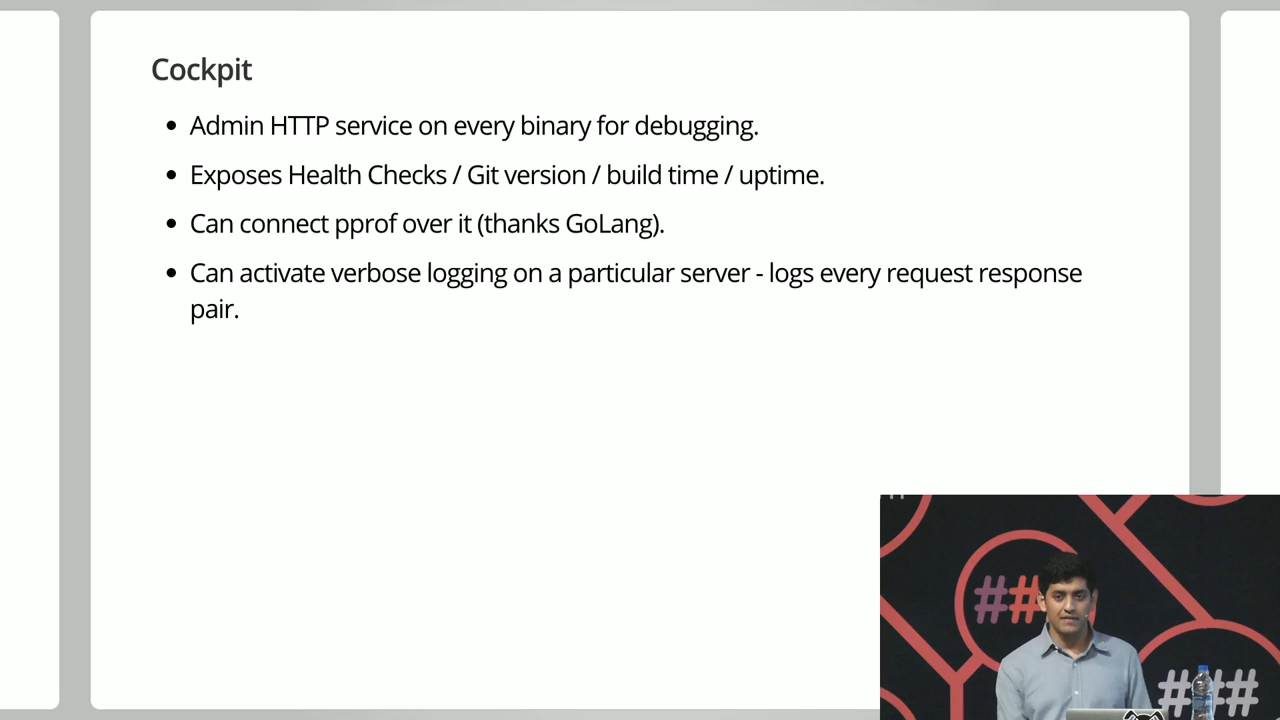 Cockpit
• Admin HTTP service on every binary for debugging.
• Exposes Health Checks / Git version / build time / uptime.
• Can connect pprof over it (thanks GoLang).
• Can activate verbose logging on a particular server - logs every request response
pair.
##
###